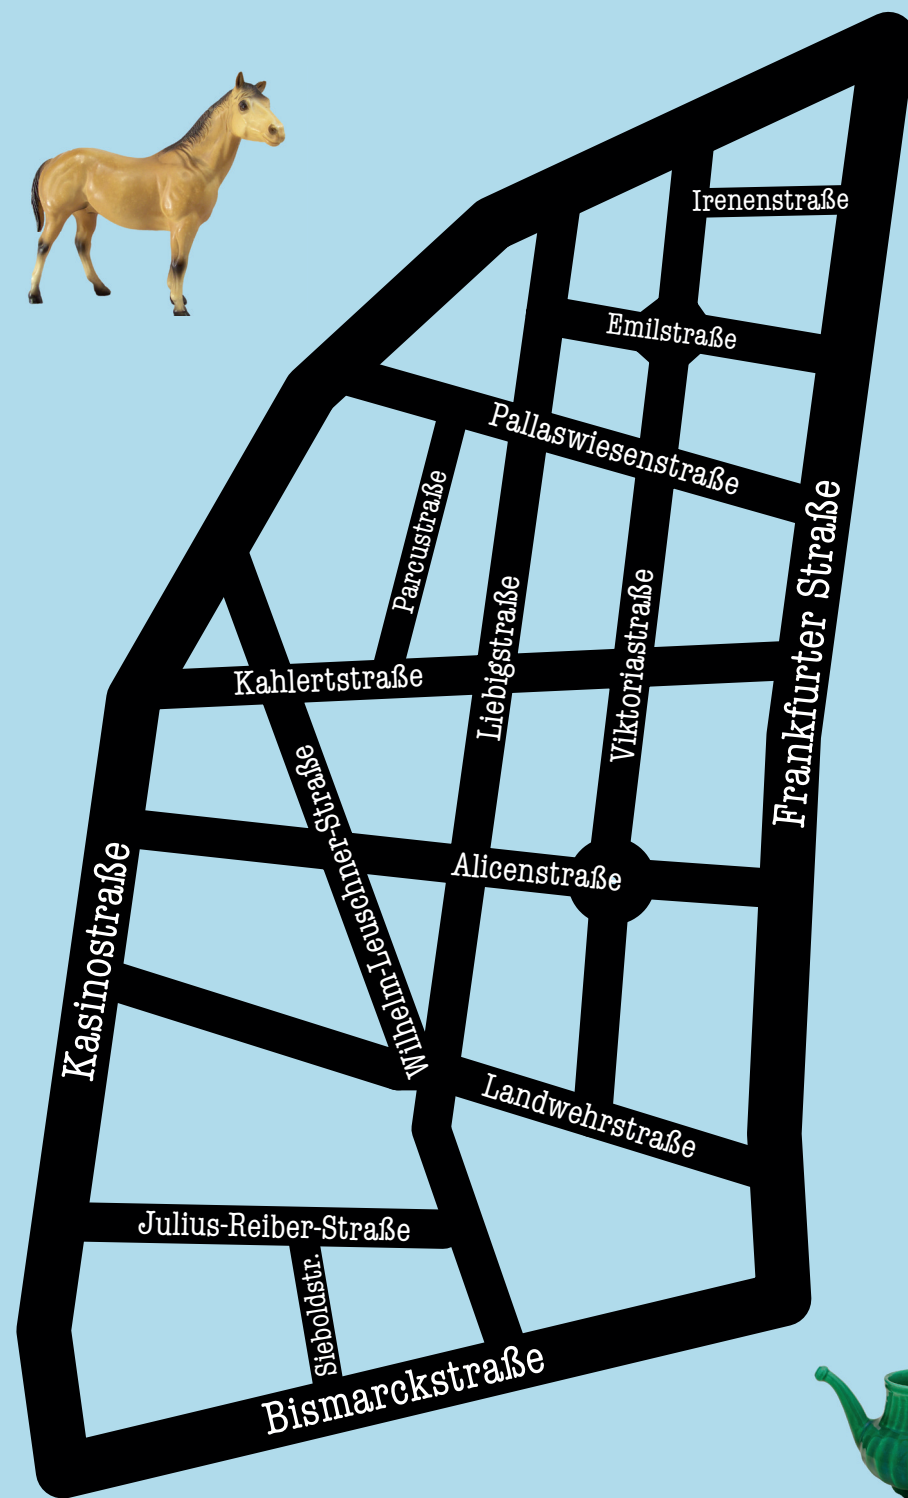 Irenenstraße
Emilstraße
Pallaswiesenstraße
Parcustraße
Frankfurter Straße
Liebigstraße
Viktoriastraße
Kahlertstraße
Wilhelm-Leuschner-Straße
Alicenstraße
Kasinostraße
Landwehrstraße
Julius-Reiber-Straße
Sieboldstr.
Bismarckstraße